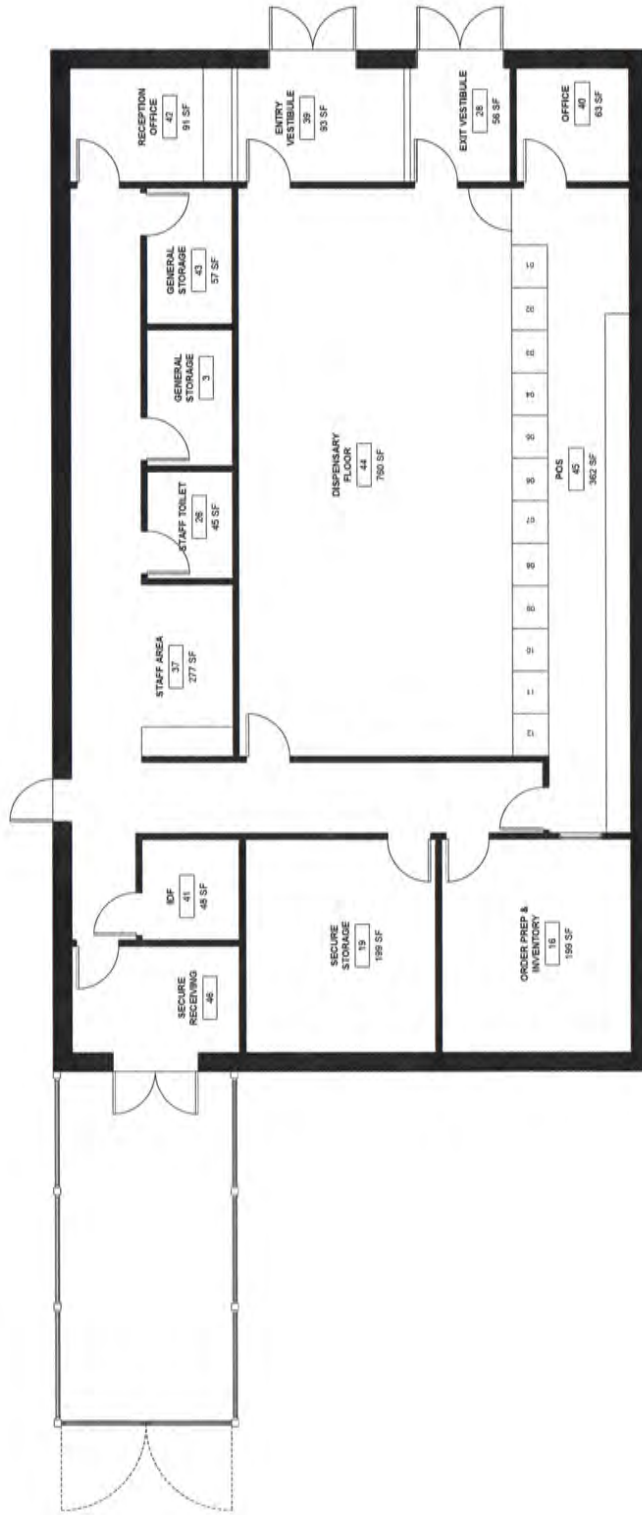 SECURE
RECEIVING
46
IDF
41
48 SF
STAFF AREA
37
277 SF
STAFF TOILET
26
45 SF
GENERAL
STORAGE
3
GENERAL
STORAGE
43
57 SF
RECEPTION
OFFICE
42
91 SF
SECURE
STORAGE
19
199 SF
DISPENSARY
FLOOR
44
760 SF
ENTRY
VESTIBULE
39
93 SF
EXIT VESTIBULE
28
56 SF
ORDER PREP &
INVENTORY
16
199 SF
12
11
10
09
08
07
06
05
04
03
02
01
POS
45
362 SF
OFFICE
40
63 SF